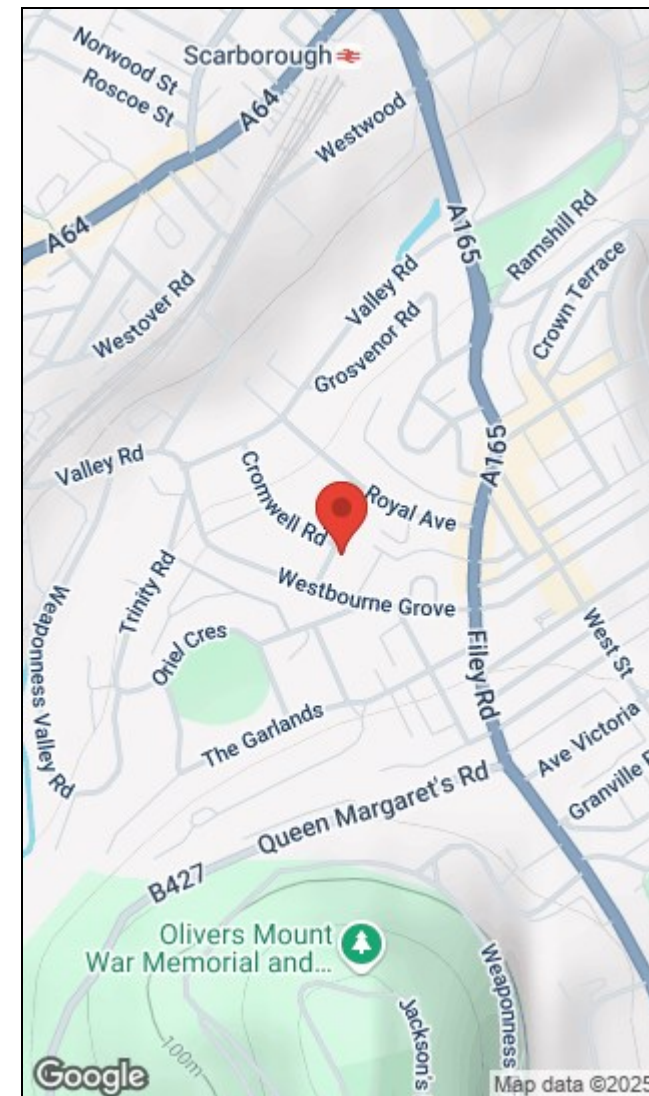 Norwood St
Roscoe St
Scarborough
A64
Westwood
A64
A165
Ramshill Rd
Crown Terrace
Westover Rd
Valley Rd
Grosvenor Rd
A165
Valley Rd
Cromwell Rd
Royal Ave
Trinity Rd
Westbourne Grove
Weaponness Valley Rd
Oriel Cres
West St
Filey Rd
The Garlands
Ave Victoria
Granville
Queen Margaret's Rd
B427
Olivers Mount
War Memorial and...
Weaponness
Jackson's
100m
Google
Map data ©2025